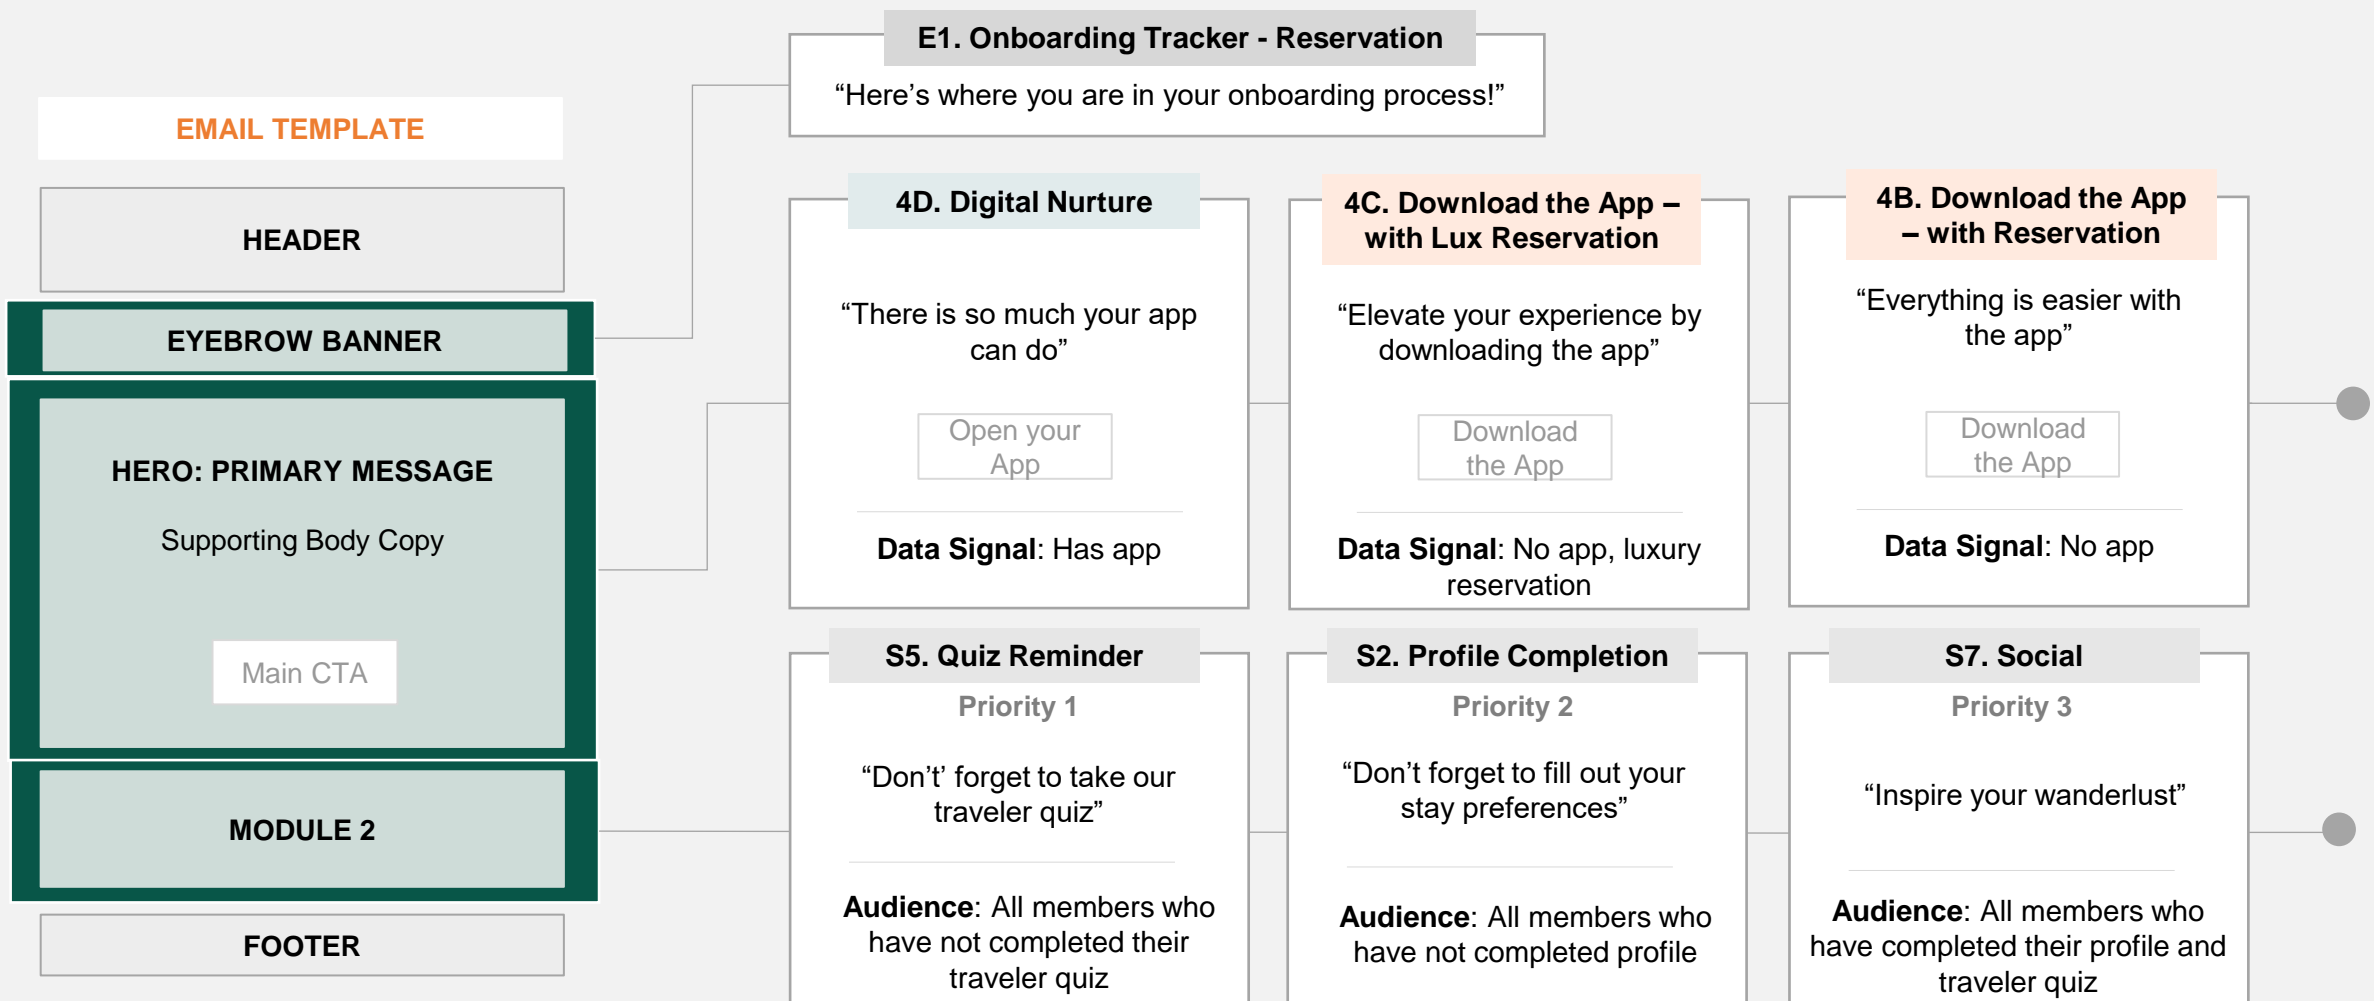 EMAIL TEMPLATE
HEADER
EYEBROW BANNER
HERO: PRIMARY MESSAGE
Supporting Body Copy
Main CTA
MODULE 2
FOOTER
E1. Onboarding Tracker - Reservation
“Here’s where you are in your onboarding process!”
4D. Digital Nurture
“There is so much your app
can do”
Open your
App
Data Signal: Has app
4C. Download the App –
with Lux Reservation
“Elevate your experience by
downloading the app”
Download
the App
Data Signal: No app, luxury
reservation
4B. Download the App
– with Reservation
“Everything is easier with
the app”
Download
the App
Data Signal: No app
S5. Quiz Reminder
Priority 1
“Don’t’ forget to take our
traveler quiz”
Audience: All members who
have not completed their
traveler quiz
S2. Profile Completion
Priority 2
“Don’t forget to fill out your
stay preferences”
Audience: All members who
have not completed profile
S7. Social
Priority 3
“Inspire your wanderlust”
Audience: All members who
have completed their profile and
traveler quiz